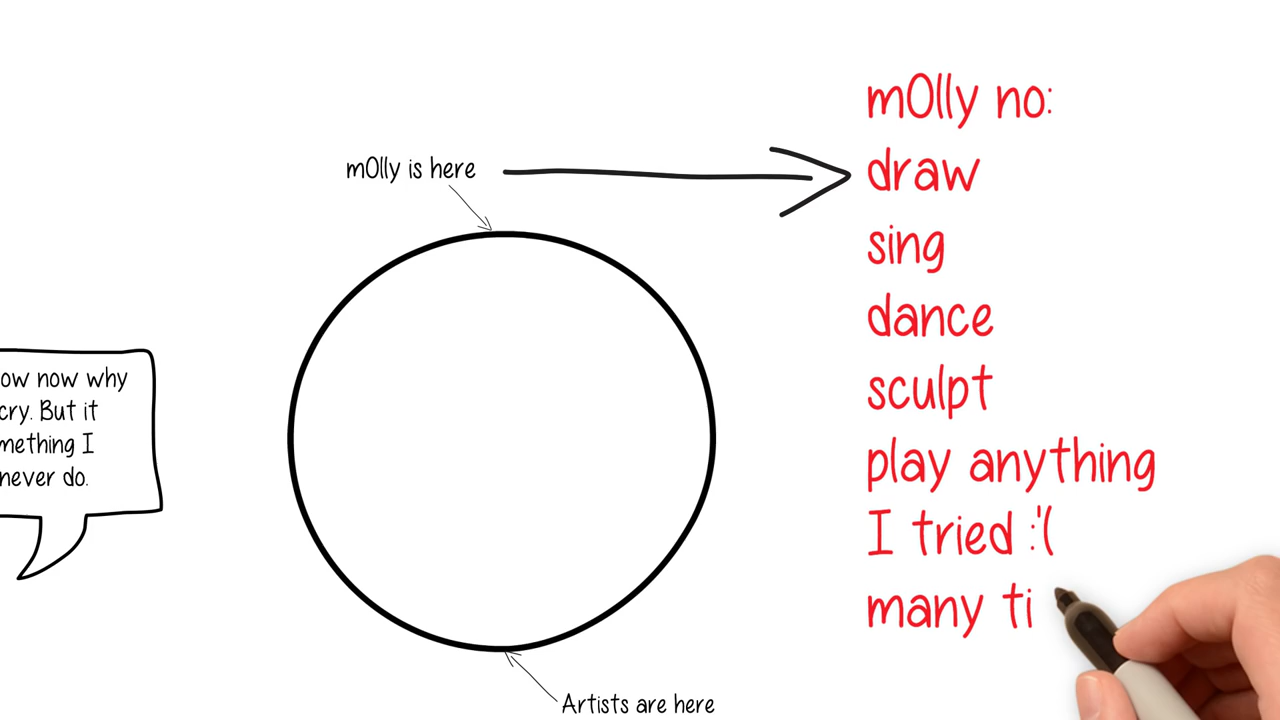 m0lly no:
m0lly is here
draw
sing
dance
sculpt
play anything
I tried :'(
many ti
ow now why
cry. But it
mething I
never do.
Artists are here